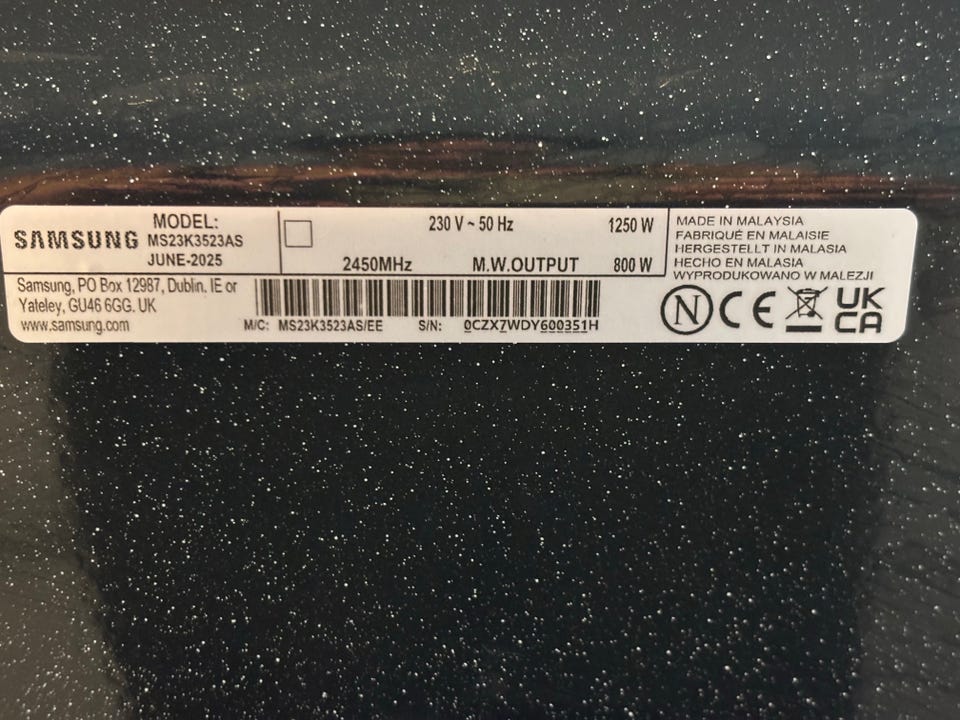 SAMSUNG
MODEL:
MS23K3523AS
JUNE-2025
230 V ~ 50 Hz 1250 W
2450MHz M.W.OUTPUT 800 W
MADE IN MALAYSIA
FABRIQUÉ EN MALAISIE
HERGESTELLT IN MALASIA
HECHO EN MALASIA
WYPRODUKOWANO W MALEZJI
Samsung, PO Box 12987, Dublin. IE or
Yateley, GU46 6GG. UK
www.samsung.com
M/C: MS23K3523AS/EE S/N: 0CZX7WDY600351H
N CE UK
CA